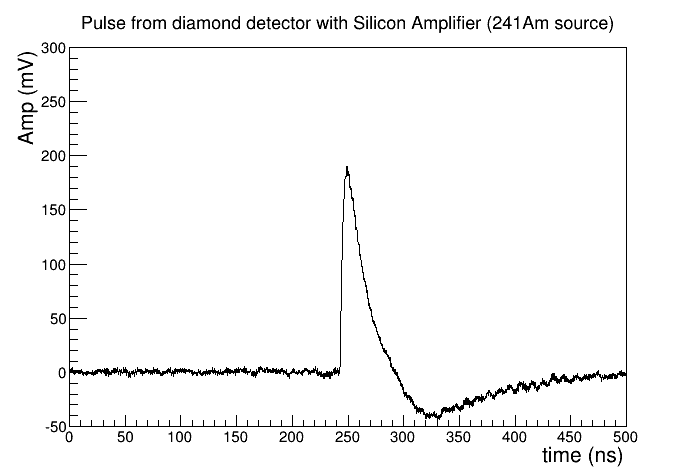 Pulse from diamond detector with Silicon Amplifier (241Am source)
Amp (mV)
300
250
200
150
100
50
0
-50
0 50 100 150 200 250 300 350 400 450 500
time (ns)